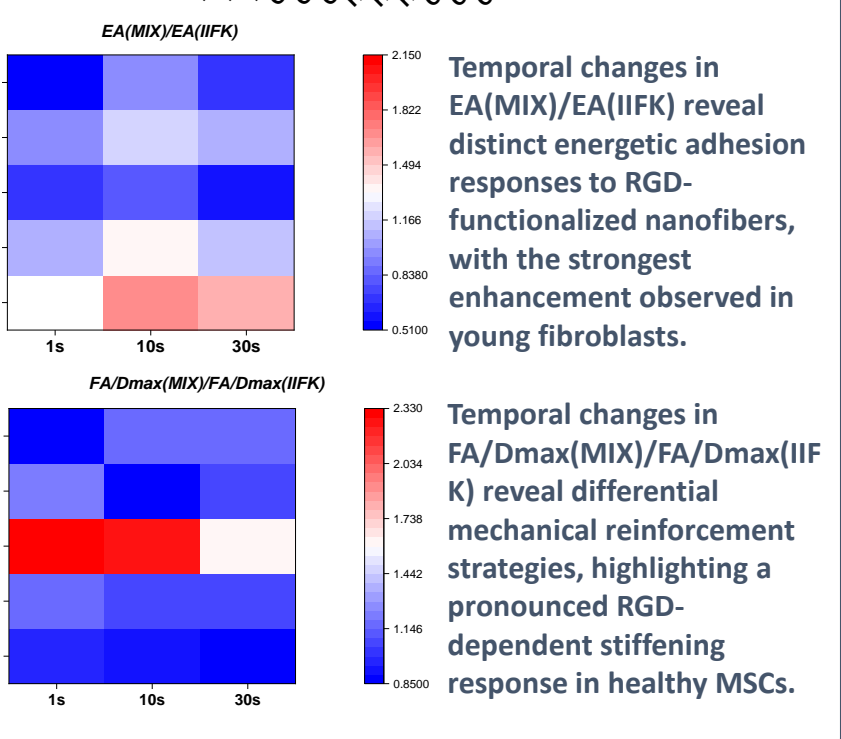 EA(MIX)/EA(IIFK)
2.150
1.822
1.494
1.166
0.8380
0.5100
1s 10s 30s
Temporal changes in
EA(MIX)/EA(IIFK) reveal
distinct energetic adhesion
responses to RGD-
functionalized nanofibers,
with the strongest
enhancement observed in
young fibroblasts.
FA/Dmax(MIX)/FA/Dmax(IIFK)
2.330
2.034
1.738
1.442
1.146
0.8500
1s 10s 30s
Temporal changes in
FA/Dmax(MIX)/FA/Dmax(IIF
K) reveal differential
mechanical reinforcement
strategies, highlighting a
pronounced RGD-
dependent stiffening
response in healthy MSCs.